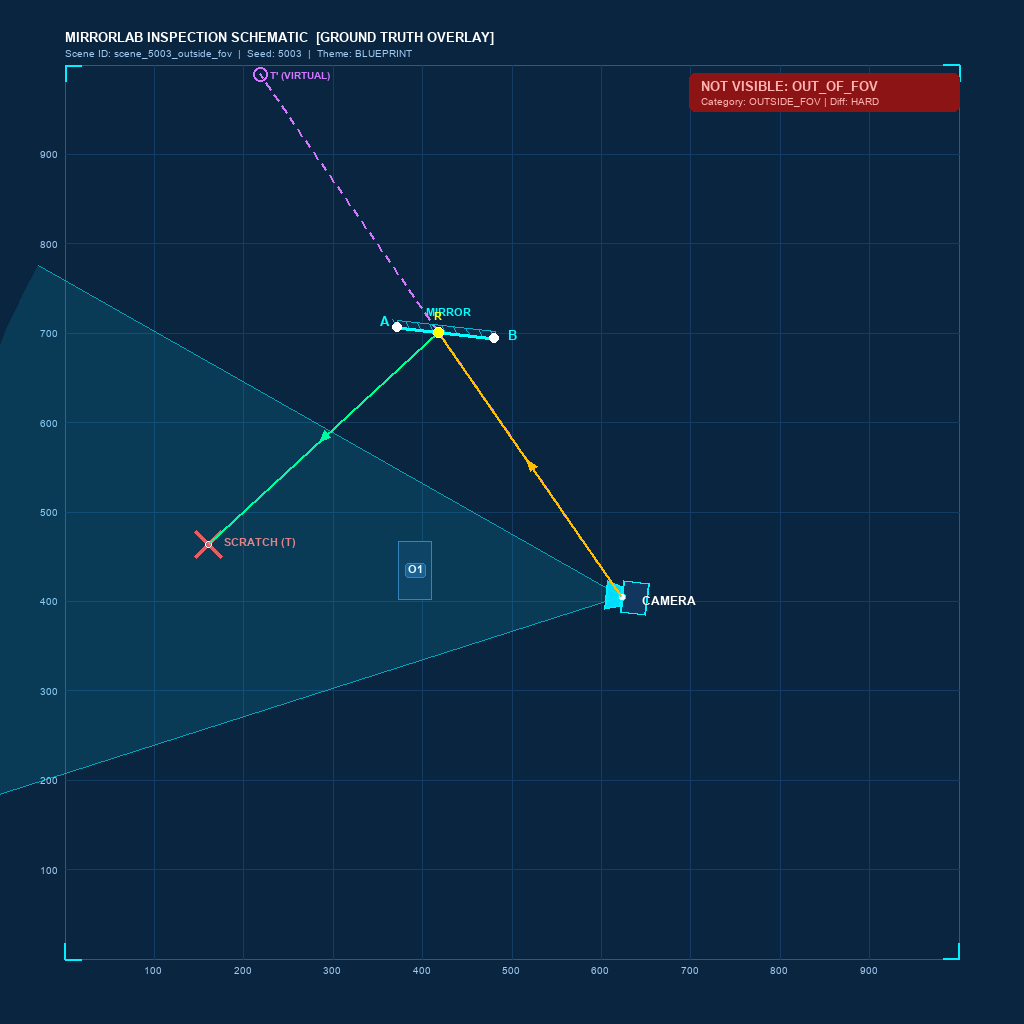 MIRRORLAB INSPECTION SCHEMATIC [GROUND TRUTH OVERLAY]
Scene ID: scene_5003_outside_fov | Seed: 5003 | Theme: BLUEPRINT
T' (VIRTUAL)
NOT VISIBLE: OUT_OF_FOV
Category: OUTSIDE_FOV | Diff: HARD
900
800
700
600
500
400
300
200
100
MIRROR
R
A
B
SCRATCH (T)
O1
CAMERA
100 200 300 400 500 600 700 800 900